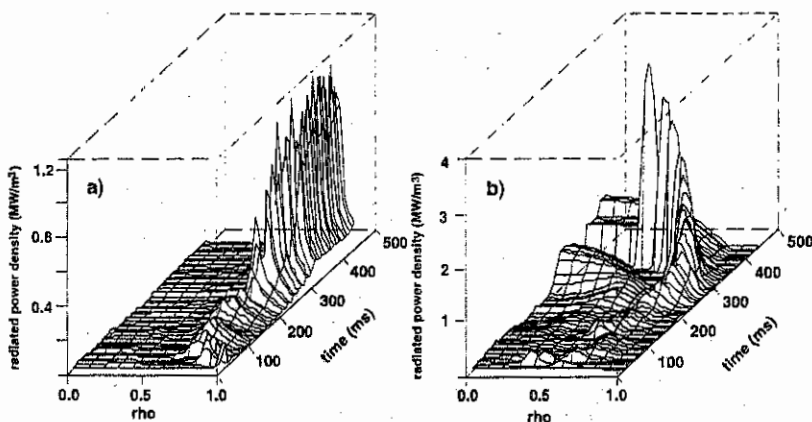 a)
radiated power density (MW/m³)
1,2
0.8
0.4
0.0
0.5
1.0
rho
100
200
300
400
500
time (ms)
b)
radiated power density (MW/m3)
4
3
2
1
0.0
0.5
1.0
rho
100
200
300
400
500
time (ms)